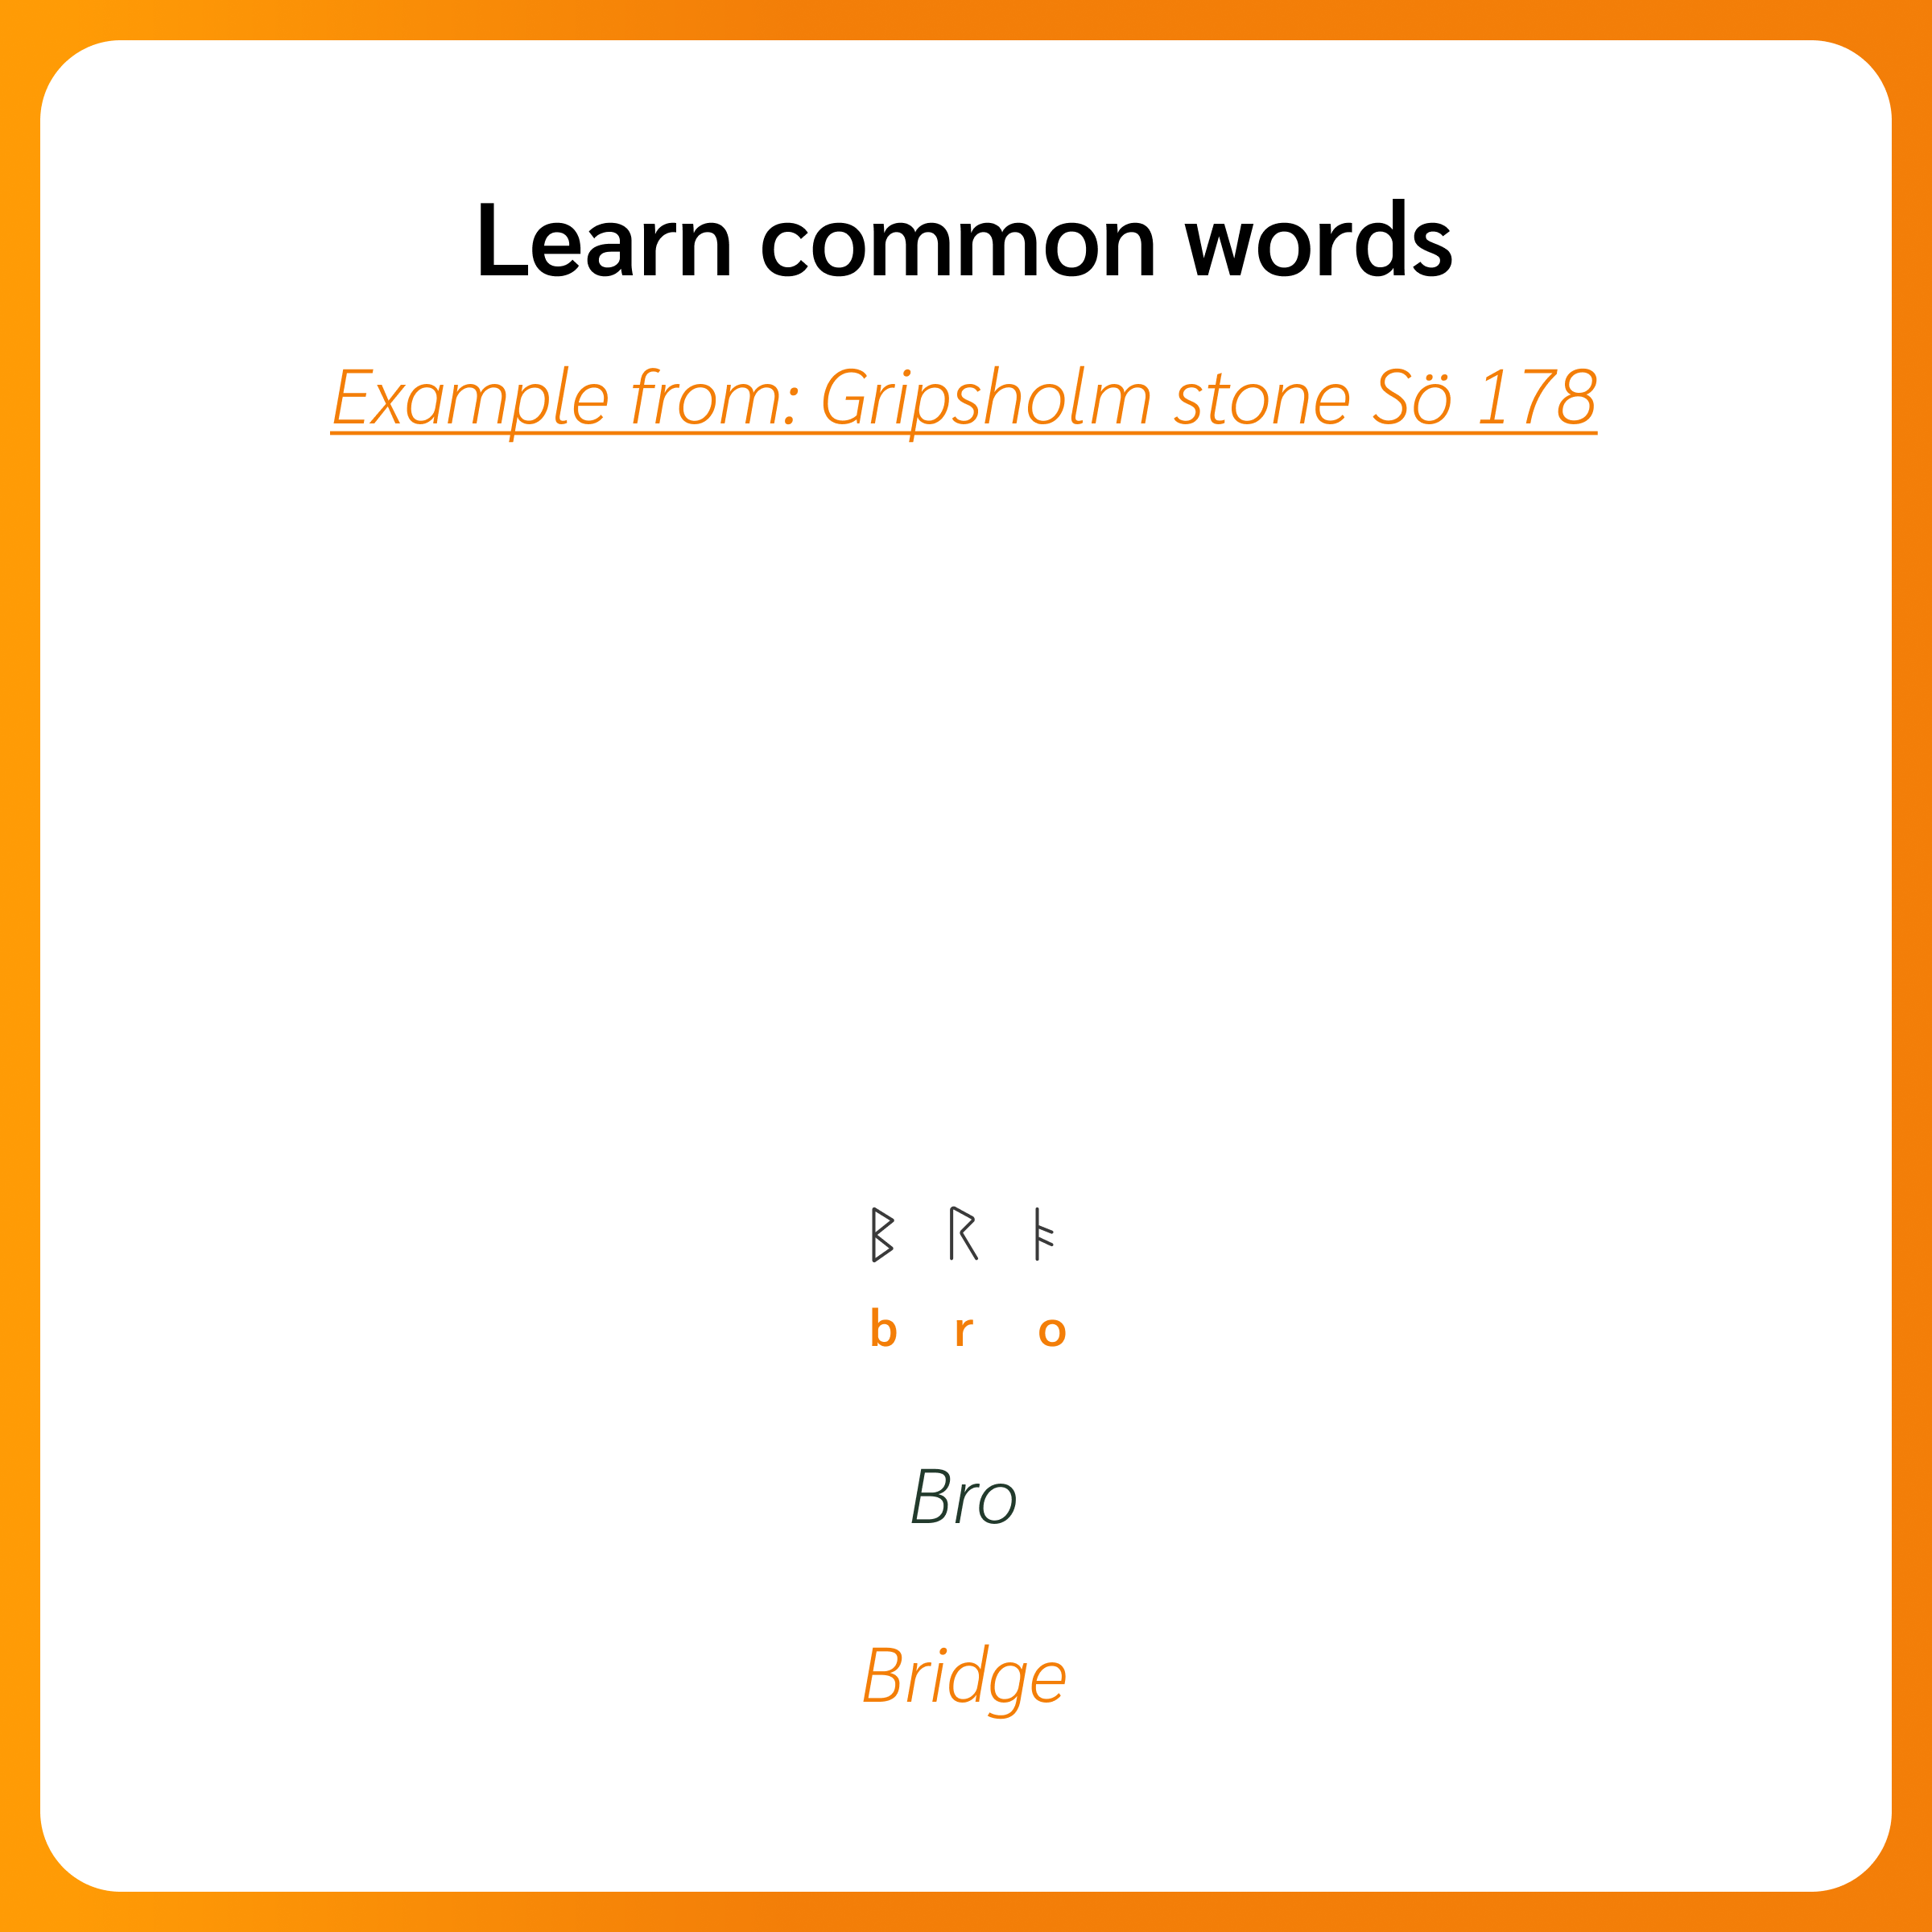 Learn common words
Example from: Gripsholm stone Sö 178
ᛒ ᚱ ᚭ
b r o
Bro
Bridge